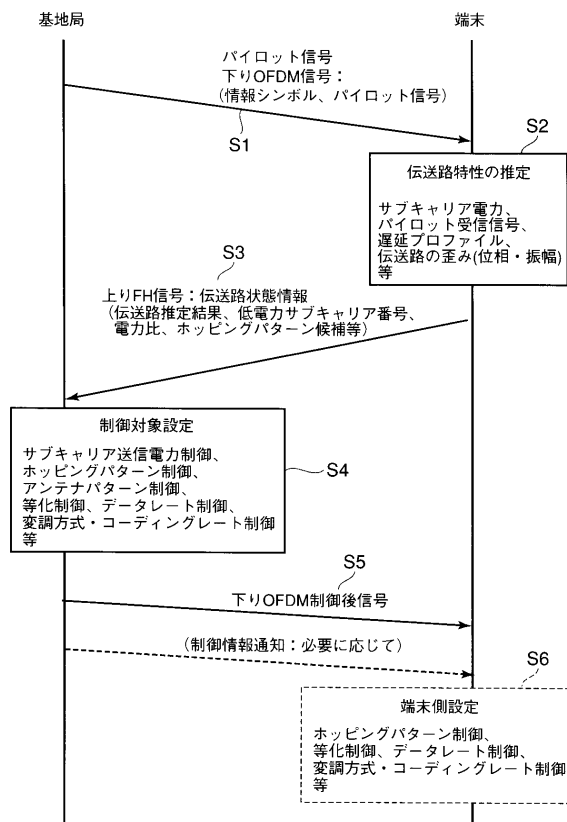 基地局
端末
パイロット信号
下りOFDM信号：
（情報シンボル、パイロット信号）
S1
S2
伝送路特性の推定
サブキャリア電力、
パイロット受信信号、
遅延プロファイル、
伝送路の歪み(位相・振幅)
等
S3
上りFH信号：伝送路状態情報
（伝送路推定結果、低電力サブキャリア番号、
電力比、ホッピングパターン候補等）
制御対象設定
サブキャリア送信電力制御、
ホッピングパターン制御、
アンテナパターン制御、
等化制御、データレート制御、
変調方式・コーディングレート制御
等
S4
S5
下りOFDM制御後信号
（制御情報通知：必要に応じて）
S6
端末側設定
ホッピングパターン制御、
等化制御、データレート制御、
変調方式・コーディングレート制御
等